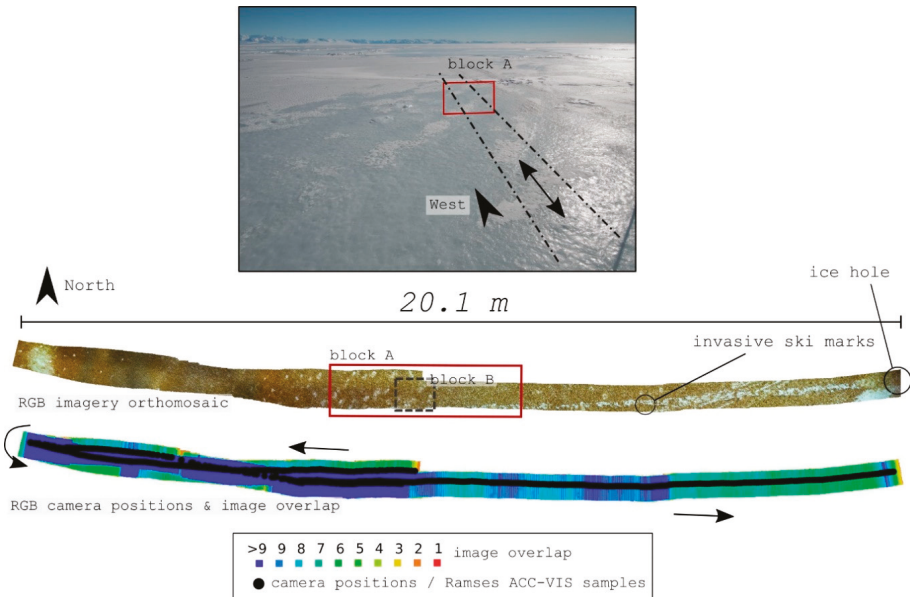 block A
West
North
20.1 m
ice hole
invasive ski marks
block A
block B
RGB imagery orthomosaic
RGB camera positions & image overlap
>9 9 8 7 6 5 4 3 2 1 image overlap
camera positions / Ramses ACC-VIS samples